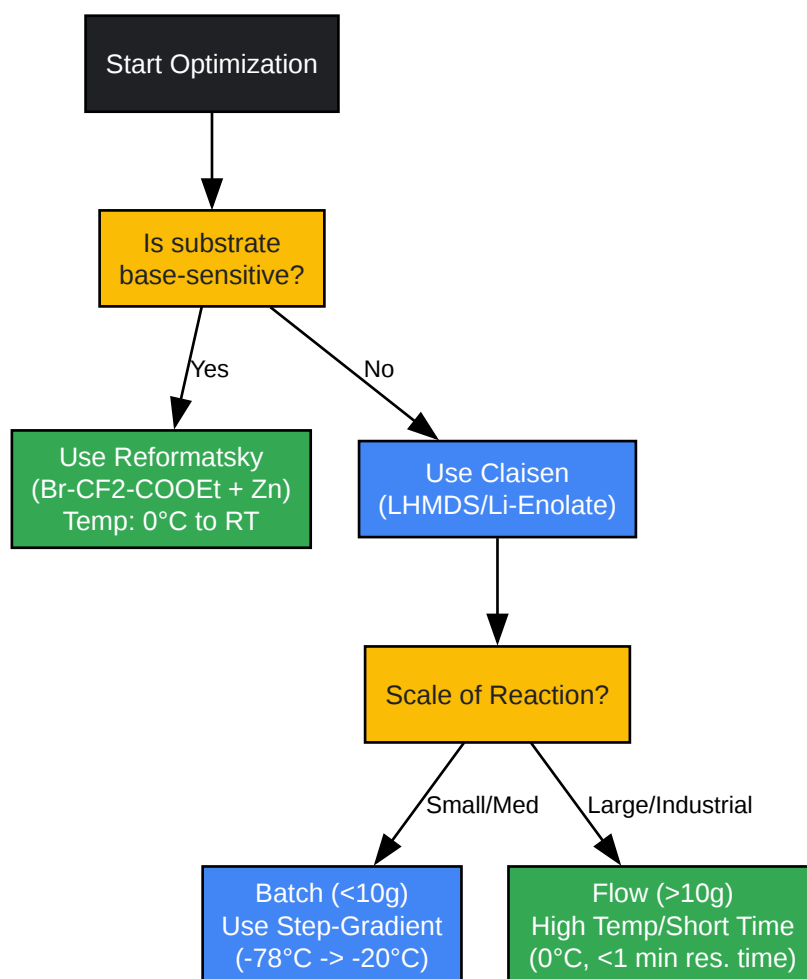 Start Optimization
Is substrate
base-sensitive?
Yes
No
Use Reformatsky
(Br-CF2-COOEt + Zn)
Temp: 0°C to RT
Use Claisen
(LHMDS/Li-Enolate)
Scale of Reaction?
Small/Med
Large/Industrial
Batch (<10g)
Use Step-Gradient
(-78°C -> -20°C)
Flow (>10g)
High Temp/Short Time
(0°C, <1 min res. time)